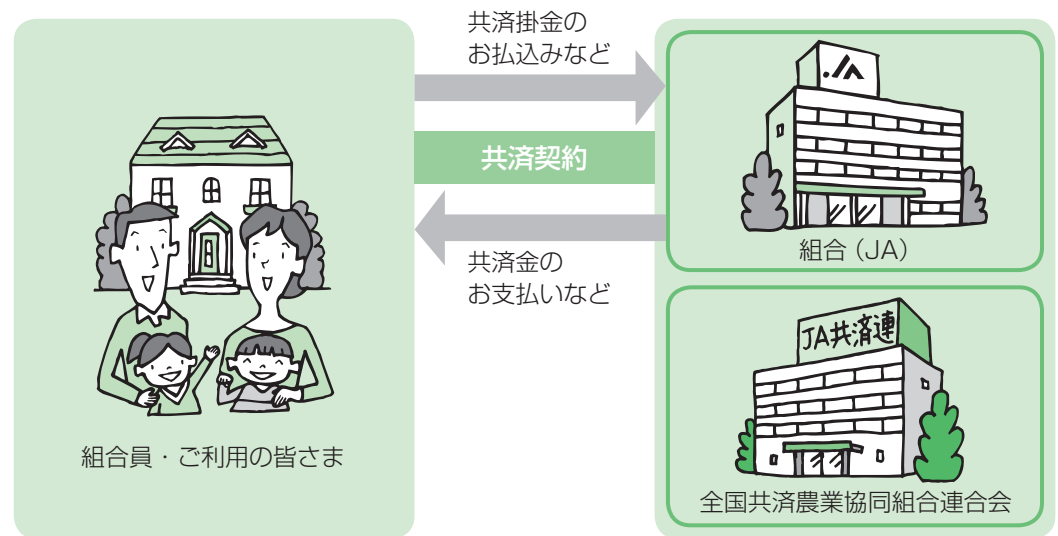 共済掛金の
お払込みなど
共済契約
共済金の
お支払いなど
組合員・ご利用の皆さま
組合（JA）
JA共済連
全国共済農業協同組合連合会